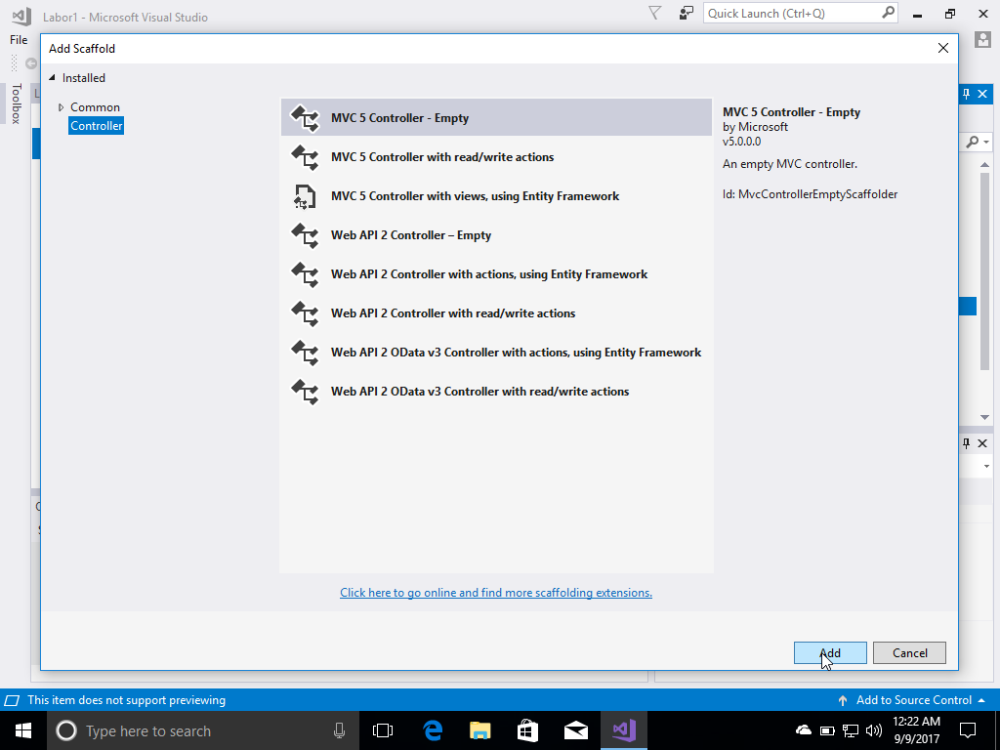 Labor1 - Microsoft Visual Studio
Quick Launch (Ctrl+Q)
File
Add Scaffold
Toolbox
Installed
Common
Controller
MVC 5 Controller - Empty
MVC 5 Controller with read/write actions
MVC 5 Controller with views, using Entity Framework
Web API 2 Controller – Empty
Web API 2 Controller with actions, using Entity Framework
Web API 2 Controller with read/write actions
Web API 2 OData v3 Controller with actions, using Entity Framework
Web API 2 OData v3 Controller with read/write actions
MVC 5 Controller - Empty
by Microsoft
v5.0.0.0
An empty MVC controller.
Id: MvcControllerEmptyScaffolder
Click here to go online and find more scaffolding extensions.
Add
Cancel
This item does not support previewing
Add to Source Control
Type here to search
12:22 AM
9/9/2017